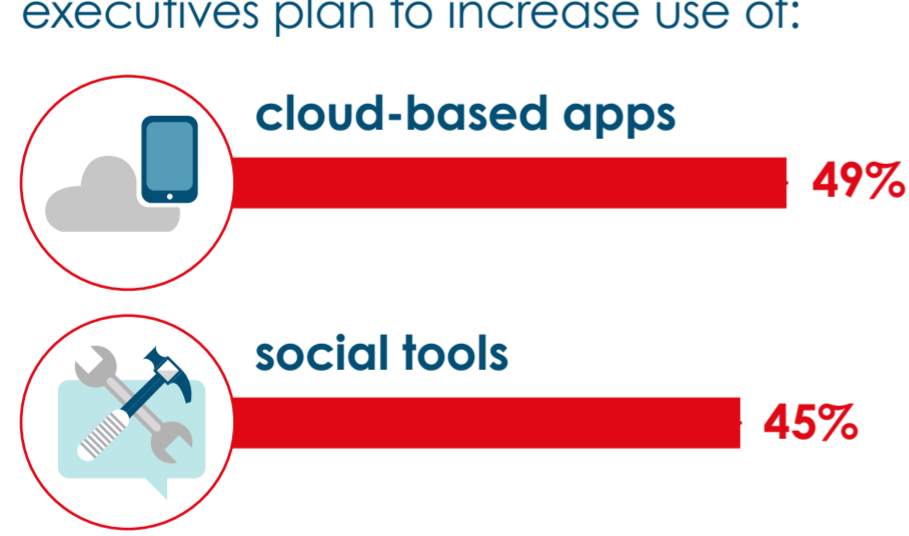 executives plan to increase use of:
cloud-based apps
49%
social tools
45%